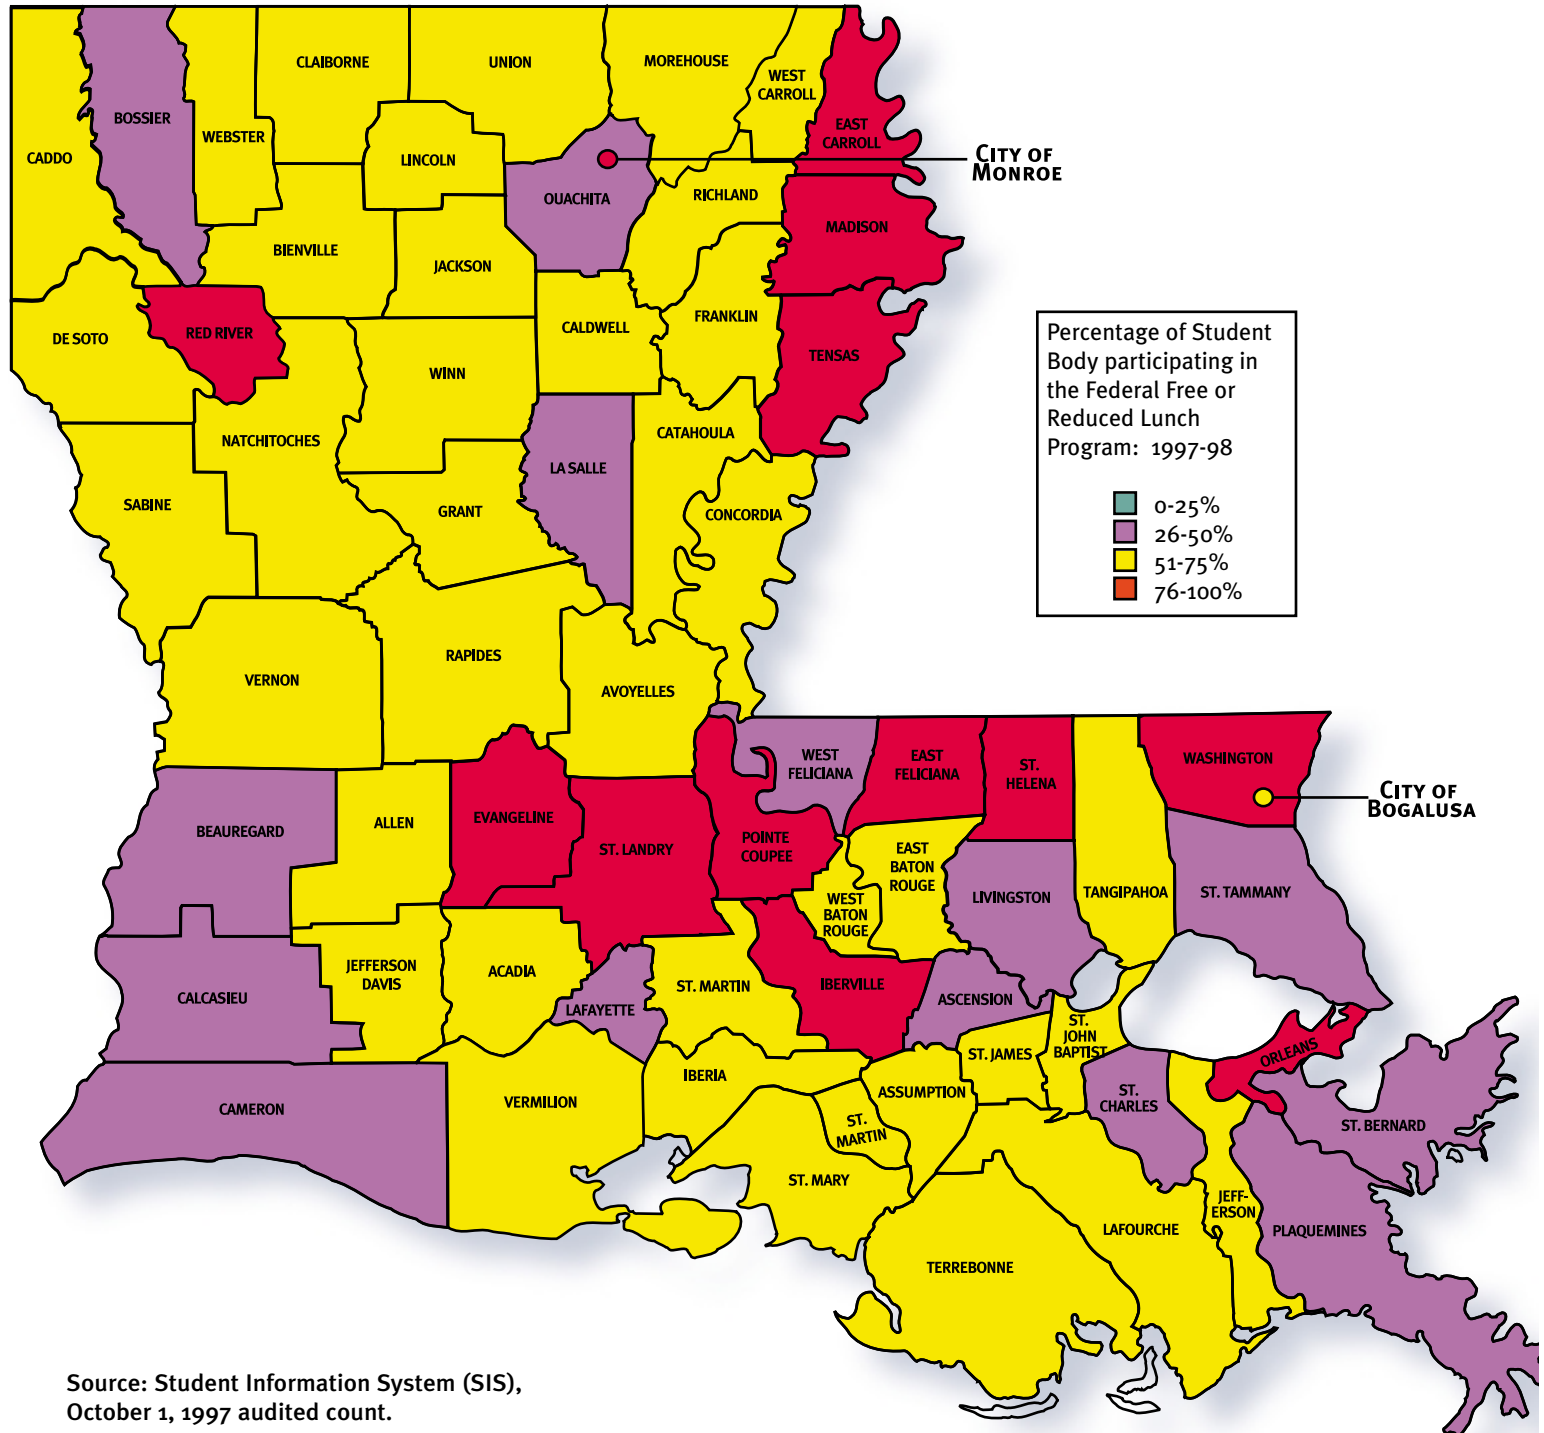 CLAIBORNE
UNION
MOREHOUSE
WEST
CARROLL
BOSSIER
WEBSTER
EAST
CARROLL
CADDO
LINCOLN
CITY OF
MONROE
OUACHITA
RICHLAND
MADISON
BIENVILLE
JACKSON
RED RIVER
DE SOTO
CALDWELL
FRANKLIN
TENSAS
WINN
NATCHITOCHES
CATAHOULA
LA SALLE
SABINE
GRANT
CONCORDIA
Percentage of Student
Body participating in
the Federal Free or
Reduced Lunch
Program: 1997-98
0-25%
26-50%
51-75%
76-100%
RAPIDES
VERNON
AVOYELLES
WEST
FELICIANA
EAST
FELICIANA
ST.
HELENA
WASHINGTON
CITY OF
BOGALUSA
BEAUREGARD
ALLEN
EVANGELINE
ST. LANDRY
POINTE
COUPEE
EAST
BATON
ROUGE
WEST
BATON
ROUGE
LIVINGSTON
TANGIPAHOA
ST. TAMMANY
JEFFERSON
DAVIS
ACADIA
ST. MARTIN
IBERVILLE
CALCASIEU
LAFAYETTE
ASCENSION
ST.
JOHN
BAPTIST
ST. JAMES
ORLEANS
IBERIA
CAMERON
VERMILION
ASSUMPTION
ST.
CHARLES
ST.
MARTIN
ST. BERNARD
ST. MARY
JEFF-
ERSON
LAFOURCHE
PLAQUEMINES
TERREBONNE
Source: Student Information System (SIS),
October 1, 1997 audited count.